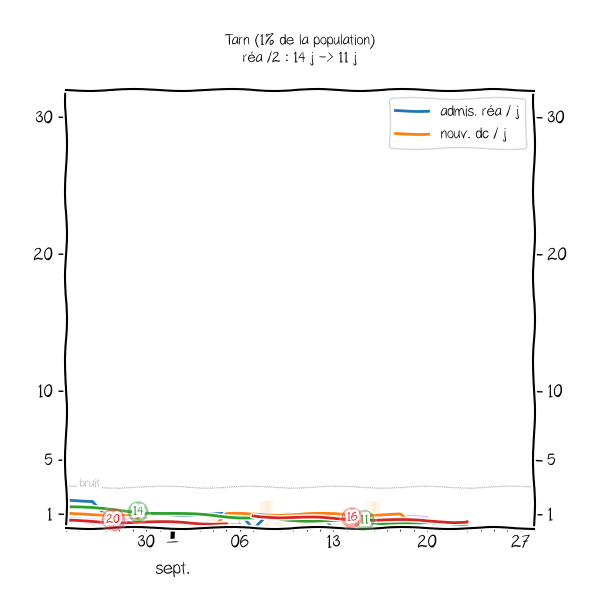 Tarn (1% de la population)
réa /2 : 14 j -> 11 j
admis. réa / j
nouv. dc / j
30 30
20 20
10 10
5 5
bruit
1 1
20 14 16 11
30 06 13 20 27
sept.